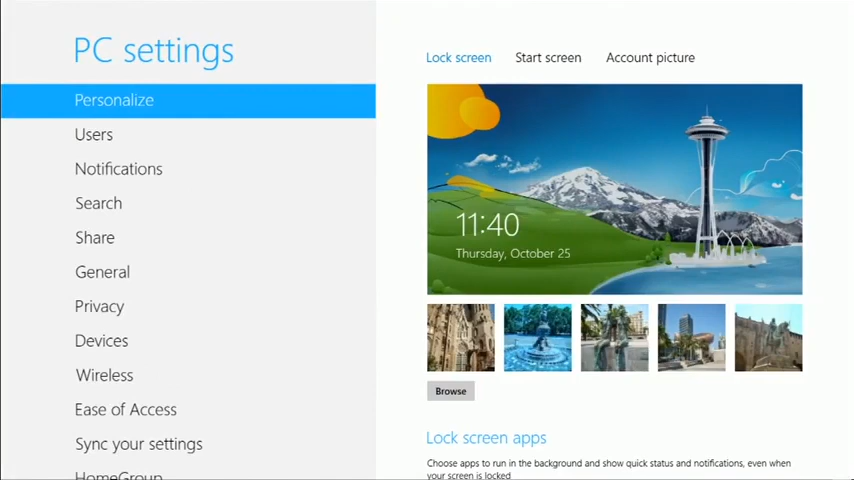 PC settings
Personalize
Users
Notifications
Search
Share
General
Privacy
Devices
Wireless
Ease of Access
Sync your settings
HomeGroup
Lock screen
Start screen
Account picture
11:40
Thursday, October 25
Browse
Lock screen apps
Choose apps to run in the background and show quick status and notifications, even when
your screen is locked